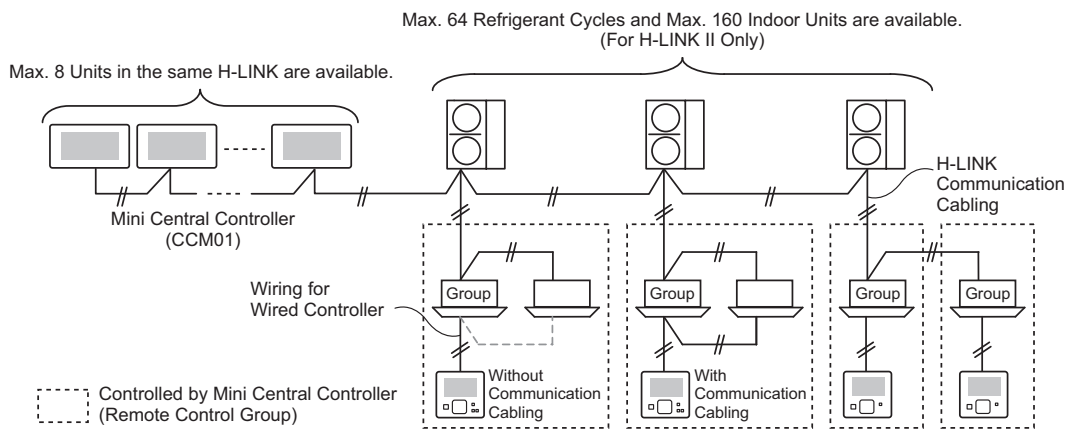 Max. 64 Refrigerant Cycles and Max. 160 Indoor Units are available.
(For H-LINK II Only)
Max. 8 Units in the same H-LINK are available.
H-LINK
Communication
Cabling
Mini Central Controller
(CCM01)
Wiring for
Wired Controller
Group
Group
Group
Group
Without
Communication
Cabling
With
Communication
Cabling
Controlled by Mini Central Controller
(Remote Control Group)